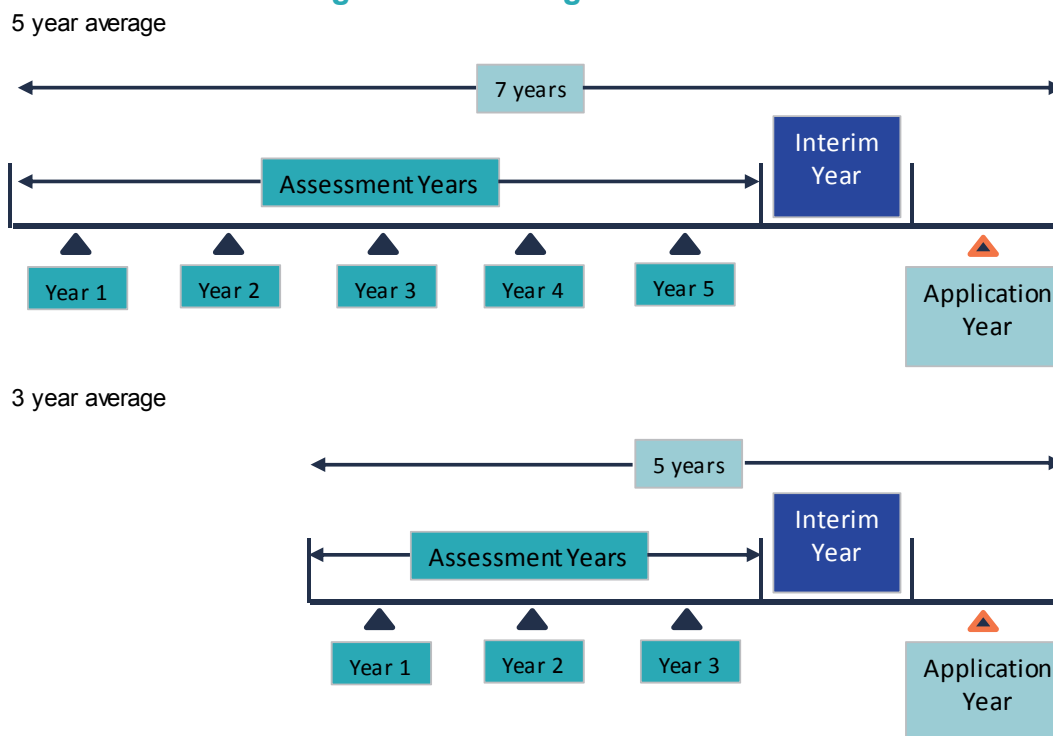 5 year average
7 years
Interim
Year
Assessment Years
Year 1
Year 2
Year 3
Year 4
Year 5
Application
Year
3 year average
5 years
Interim
Year
Assessment Years
Year 1
Year 2
Year 3
Application
Year